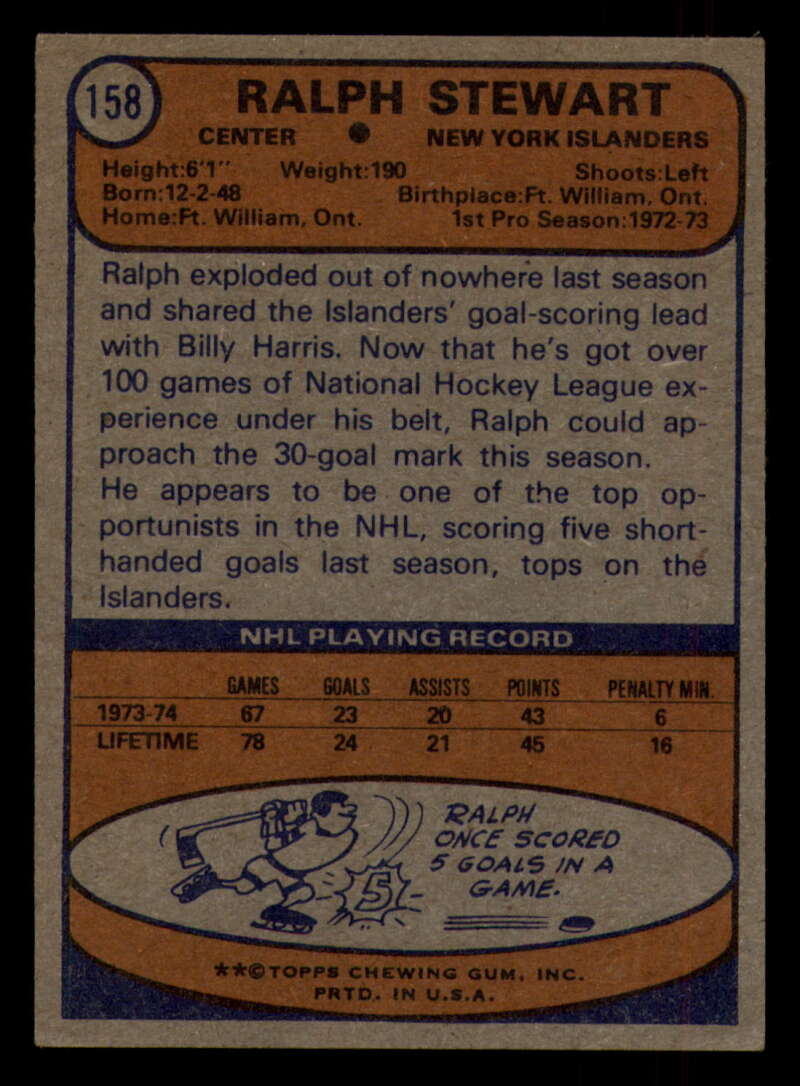 158
RALPH STEWART
CENTER ● NEW YORK ISLANDERS
Height:6'1" Weight:190 Shoots:Left
Born:12-2-48 Birthplace:Ft. William, Ont.
Home:Ft. William, Ont. 1st Pro Season:1972-73
Ralph exploded out of nowhere last season
and shared the Islanders' goal-scoring lead
with Billy Harris. Now that he's got over
100 games of National Hockey League ex-
perience under his belt, Ralph could ap-
proach the 30-goal mark this season.
He appears to be one of the top op-
portunists in the NHL, scoring five short-
handed goals last season, tops on the
Islanders.
NHL PLAYING RECORD
GAMES GOALS ASSISTS POINTS PENALTY MIN.
1973-74 67 23 20 43 6
LIFETIME 78 24 21 45 16
RALPH
ONCE SCORED
5 GOALS IN A
GAME.
5
**©TOPPS CHEWING GUM, INC.
PRTD. IN U.S.A.